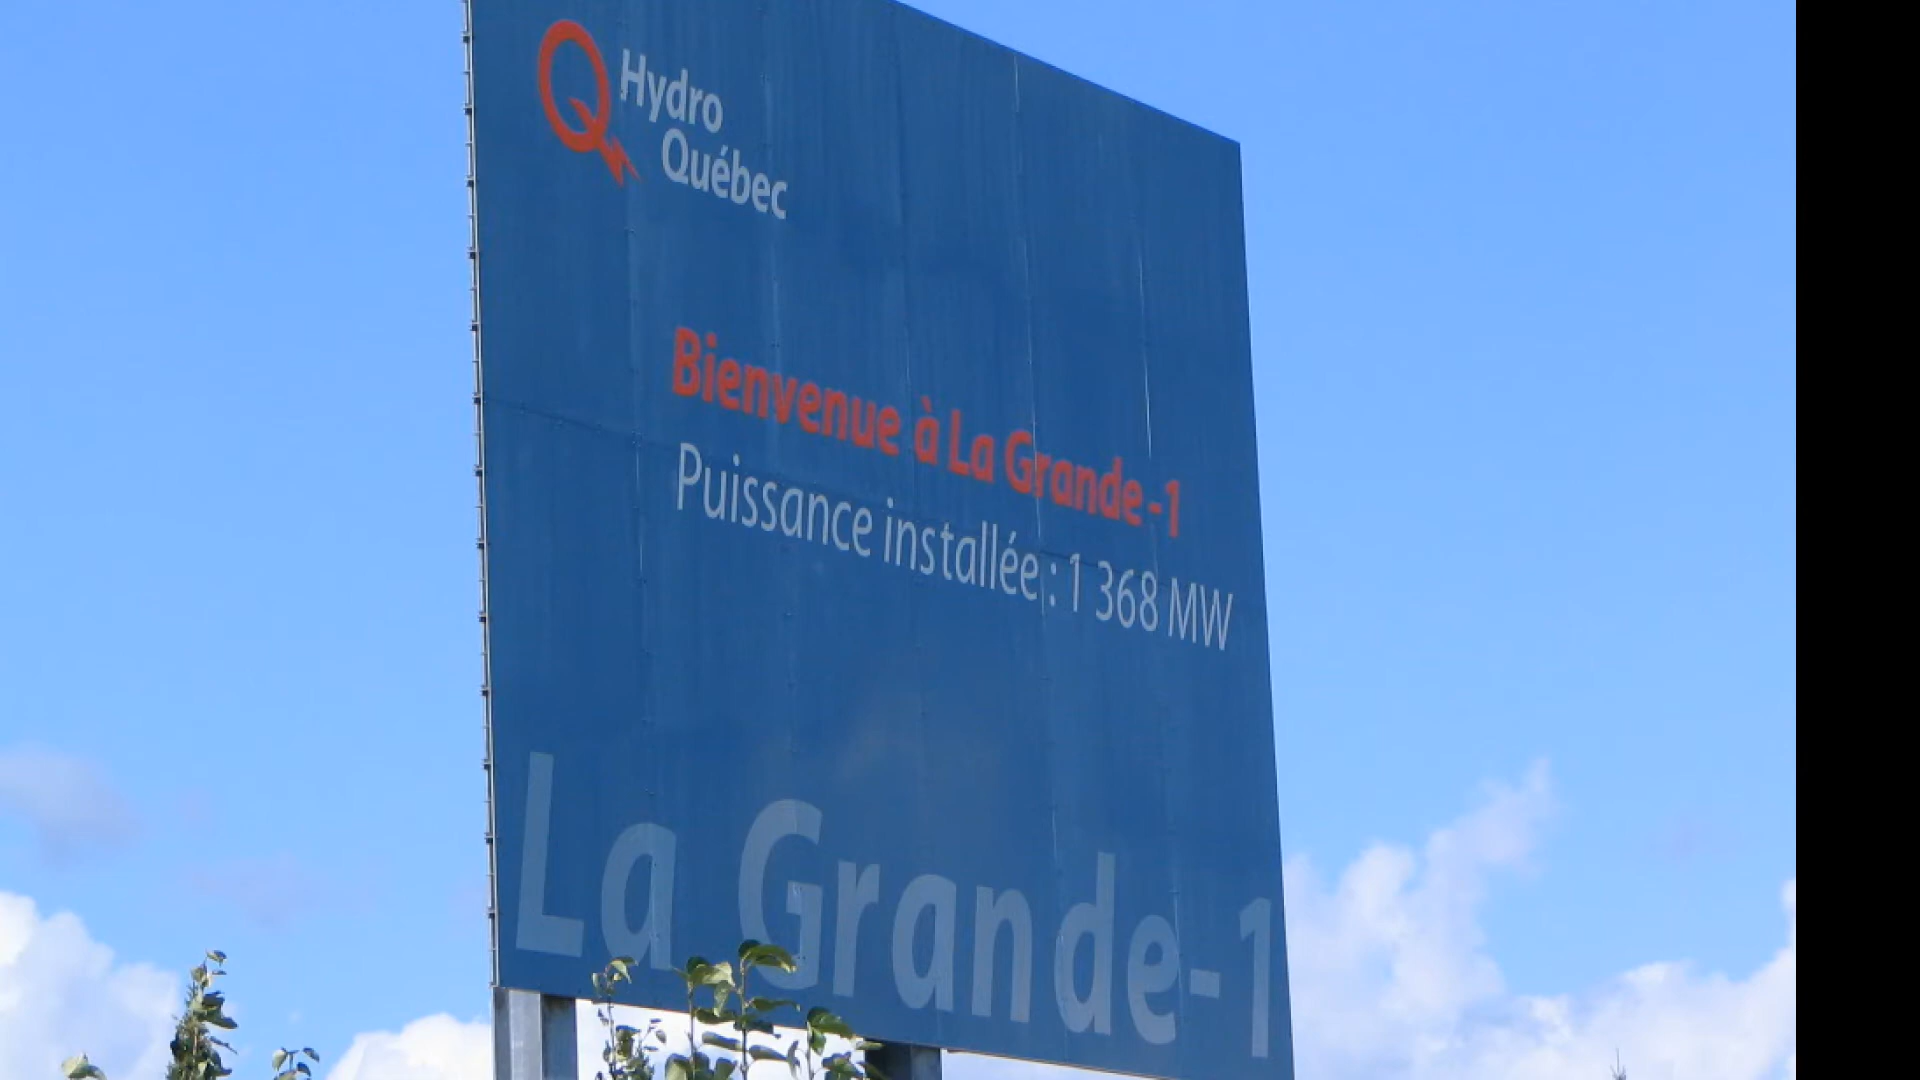 Hydro
Québec
Bienvenue à La Grande-1
Puissance installée : 1 368 MW
La Grande-1